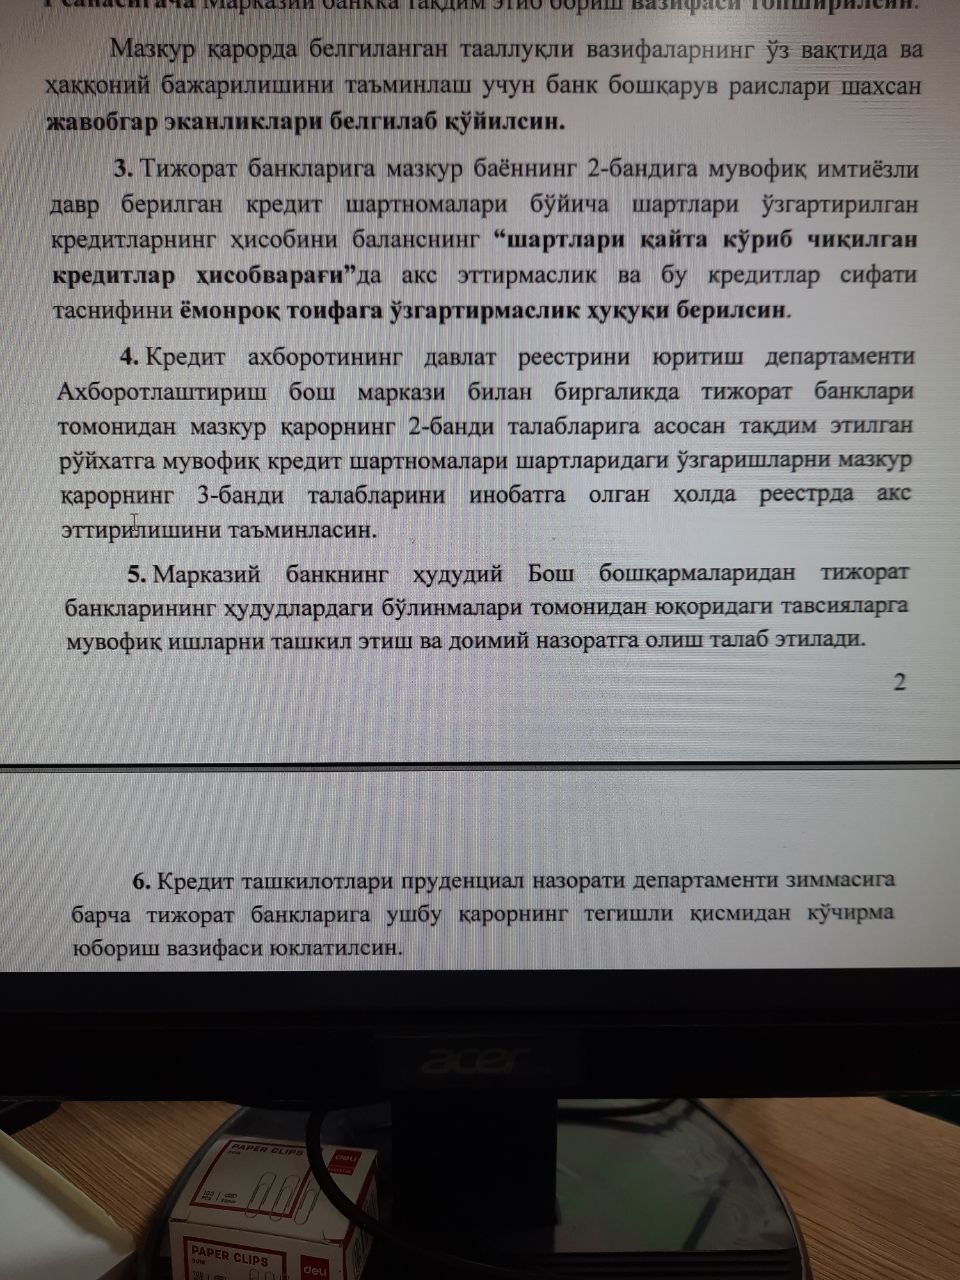 Марказий банкка тақдим этиб бориш вазифаси топширилсин.
Мазкур қарорда белгиланган тааллуқли вазифаларнинг ўз вақтида ва
ҳаққоний бажарилишини таъминлаш учун банк бошқарув раислари шахсан
жавобгар эканликлари белгилаб қўйилсин.
3. Тижорат банкларига мазкур баённинг 2-бандига мувофиқ имтиёзли
давр берилган кредит шартномалари бўйича шартлари ўзгартирилган
кредитларнинг ҳисобини баланснинг “шартлари қайта кўриб чиқилган
кредитлар ҳисобварағи”да акс эттирмаслик ва бу кредитлар сифати
таснифини ёмонроқ тоифага ўзгартирмаслик ҳуқуқи берилсин.
4. Кредит ахборотининг давлат реестрини юритиш департаменти
Ахборотлаштириш бош маркази билан биргаликда тижорат банклари
томонидан мазкур қарорнинг 2-банди талабларига асосан тақдим этилган
рўйхатга мувофиқ кредит шартномалари шартларидаги ўзгаришларни мазкур
қарорнинг 3-банди талабларини инобатга олган ҳолда реестрда акс
эттирилишини таъминласин.
5. Марказий банкнинг ҳудудий Бош бошқармаларидан тижорат
банкларининг ҳудудлардаги бўлинмалари томонидан юқоридаги тавсияларга
мувофиқ ишларни ташкил этиш ва доимий назоратга олиш талаб этилади.
2
6. Кредит ташкилотлари пруденциал назорати департаменти зиммасига
барча тижорат банкларига ушбу қарорнинг тегишли қисмидан кўчирма
юбориш вазифаси юклатилсин.
acer
PAPER CLIPS
deli
100
PCS
PAPER CLIPS
deli
100